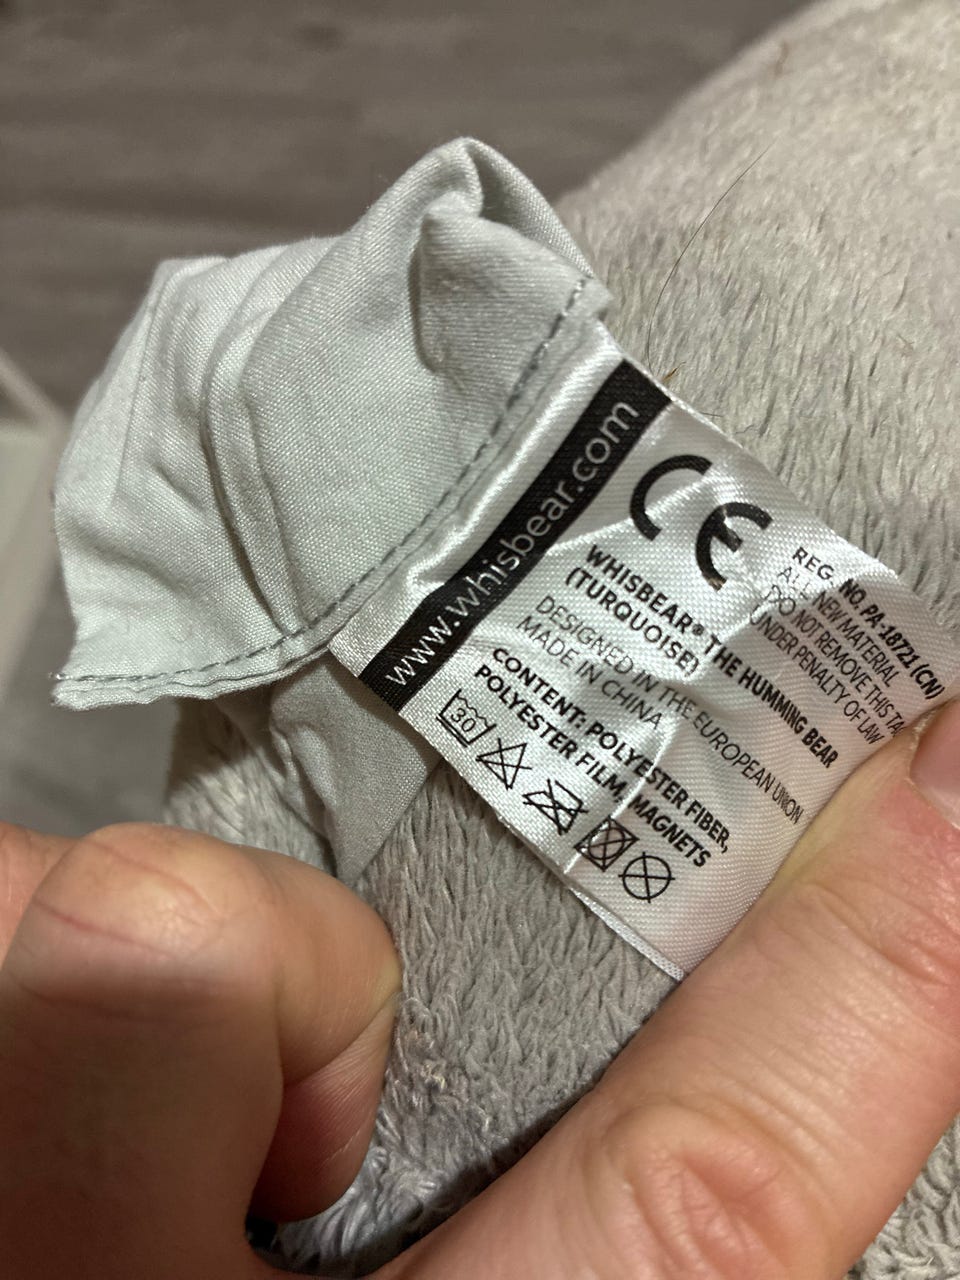 www.whisbear.com
CE
REG. NO. PA-18721 (CN)
ALL NEW MATERIAL
DO NOT REMOVE THIS TAG
UNDER PENALTY OF LAW
WHISBEAR® THE HUMMING BEAR
(TURQUOISE)
DESIGNED IN THE EUROPEAN UNION
MADE IN CHINA
CONTENT: POLYESTER FIBER,
POLYESTER FILM, MAGNETS
30